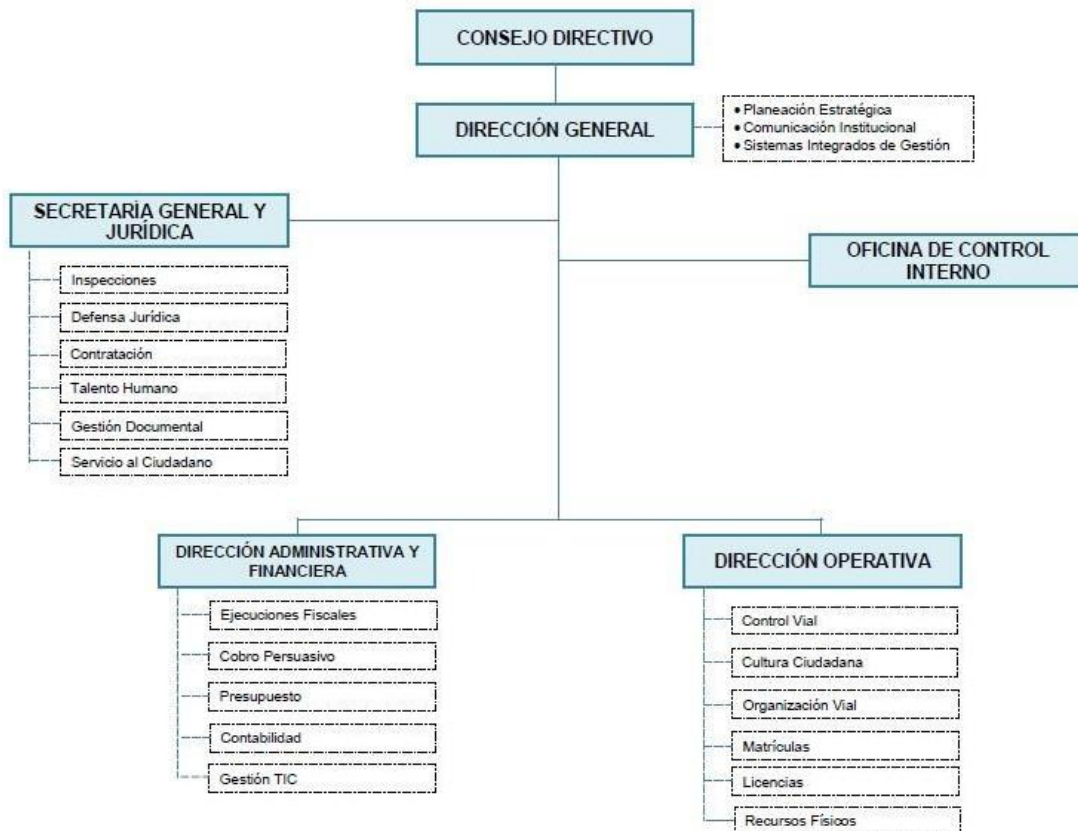 CONSEJO DIRECTIVO
DIRECCIÓN GENERAL
• Planeación Estratégica
• Comunicación Institucional
• Sistemas Integrados de Gestión
SECRETARÌA GENERAL Y
JURÍDICA
OFICINA DE CONTROL
INTERNO
Inspecciones
Defensa Jurídica
Contratación
Talento Humano
Gestión Documental
Servicio al Ciudadano
DIRECCIÓN ADMINISTRATIVA Y
FINANCIERA
Ejecuciones Fiscales
Cobro Persuasivo
Presupuesto
Contabilidad
Gestión TIC
DIRECCIÓN OPERATIVA
Control Vial
Cultura Ciudadana
Organización Vial
Matrículas
Licencias
Recursos Físicos